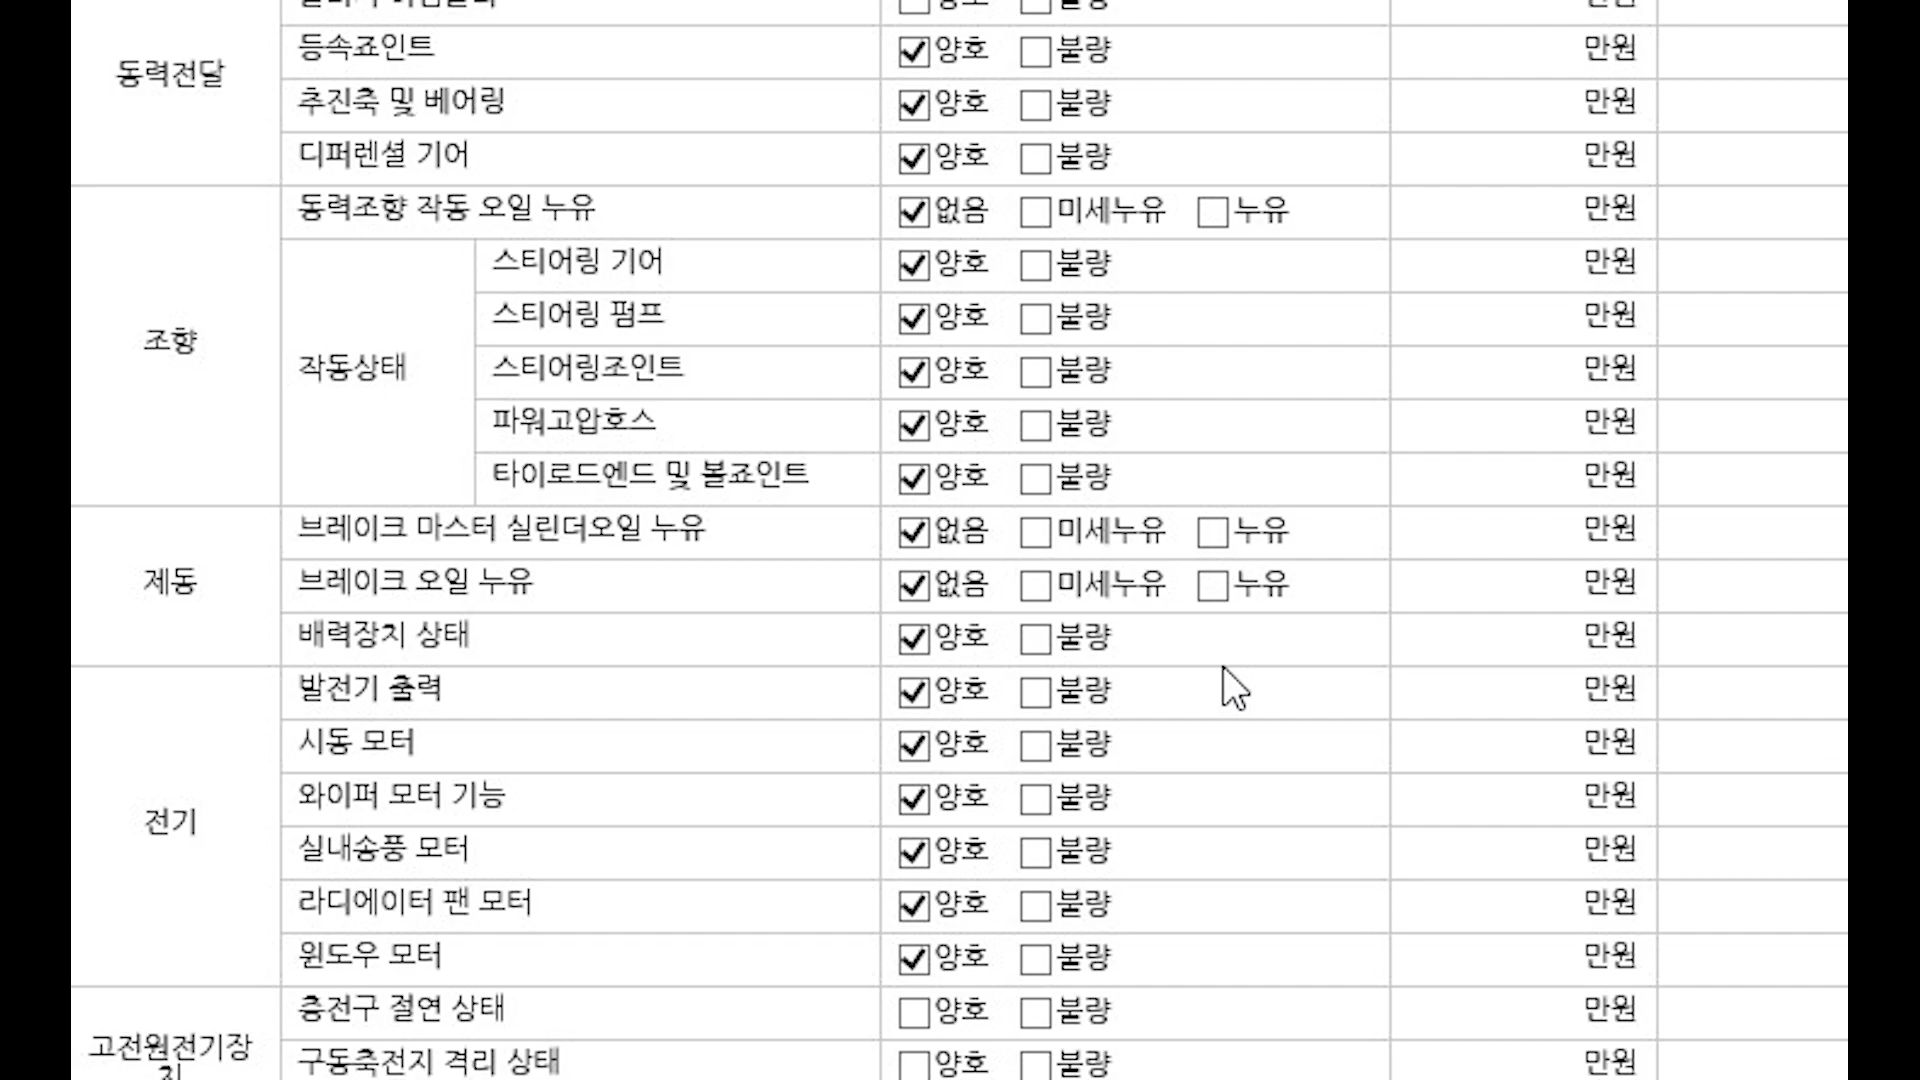 양호 불량
동력전달
등속죠인트 양호 불량 만원
추진축 및 베어링 양호 불량 만원
디퍼렌셜 기어 양호 불량 만원
조향
동력조향 작동 오일 누유 없음 미세누유 누유 만원
작동상태
스티어링 기어 양호 불량 만원
스티어링 펌프 양호 불량 만원
스티어링조인트 양호 불량 만원
파워고압호스 양호 불량 만원
타이로드엔드 및 볼죠인트 양호 불량 만원
제동
브레이크 마스터 실린더오일 누유 없음 미세누유 누유 만원
브레이크 오일 누유 없음 미세누유 누유 만원
배력장치 상태 양호 불량 만원
전기
발전기 출력 양호 불량 만원
시동 모터 양호 불량 만원
와이퍼 모터 기능 양호 불량 만원
실내송풍 모터 양호 불량 만원
라디에이터 팬 모터 양호 불량 만원
윈도우 모터 양호 불량 만원
고전원전기장
치
충전구 절연 상태 양호 불량 만원
구동축전지 격리 상태 양호 불량 만원